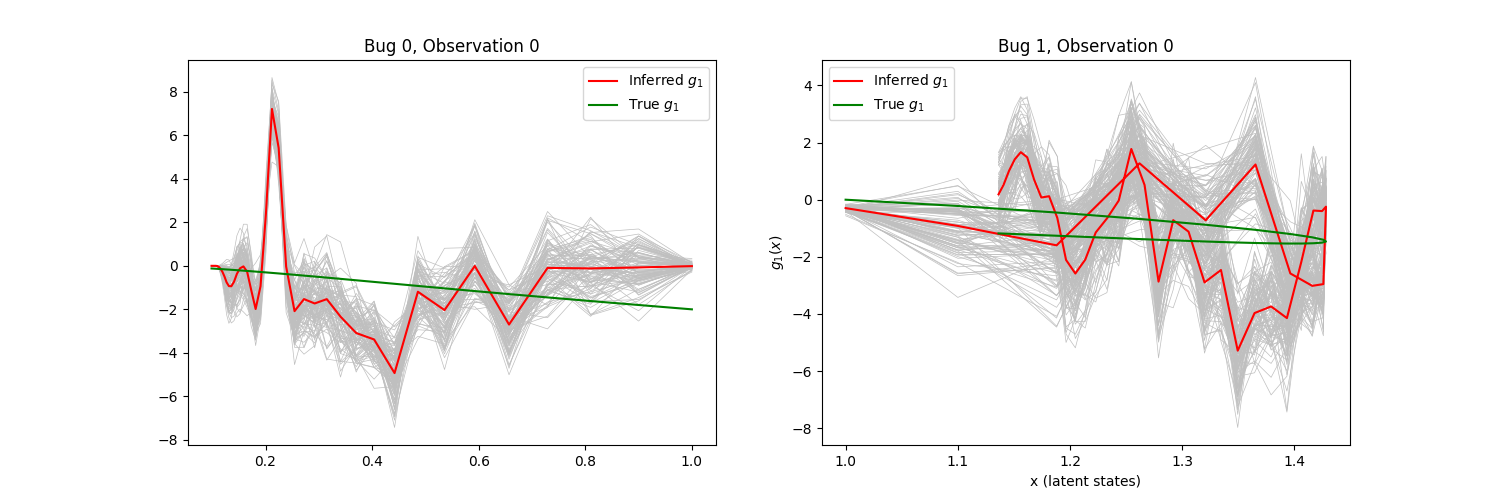 Bug 0, Observation 0
Inferred g₁
True g₁
8
6
4
2
0
−2
−4
−6
−8
0.2 0.4 0.6 0.8 1.0
Bug 1, Observation 0
Inferred g₁
True g₁
g₁(x)
4
2
0
−2
−4
−6
−8
1.0 1.1 1.2 1.3 1.4
x (latent states)